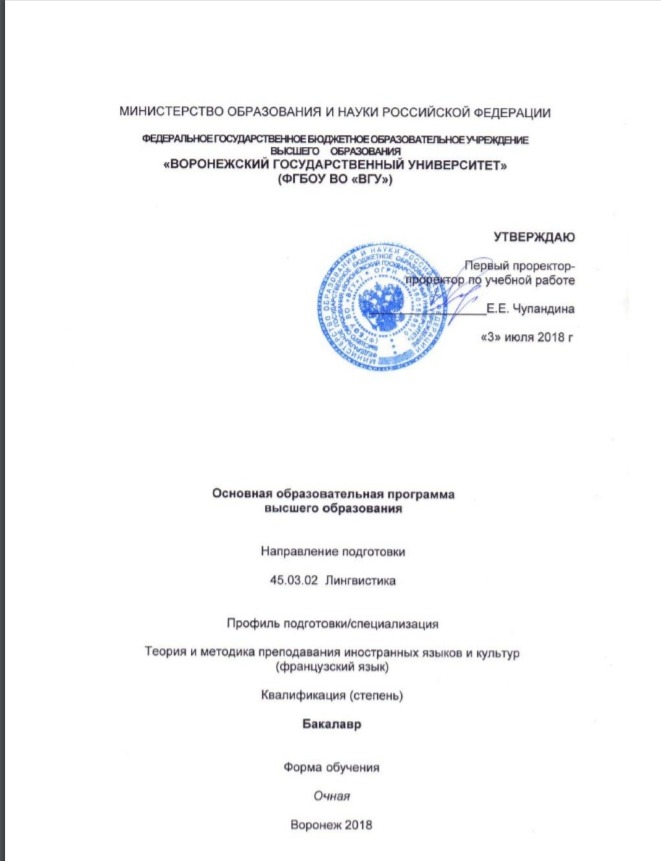 МИНИСТЕРСТВО ОБРАЗОВАНИЯ И НАУКИ РОССИЙСКОЙ ФЕДЕРАЦИИ
ФЕДЕРАЛЬНОЕ ГОСУДАРСТВЕННОЕ БЮДЖЕТНОЕ ОБРАЗОВАТЕЛЬНОЕ УЧРЕЖДЕНИЕ
ВЫСШЕГО ОБРАЗОВАНИЯ
«ВОРОНЕЖСКИЙ ГОСУДАРСТВЕННЫЙ УНИВЕРСИТЕТ»
(ФГБОУ ВО «ВГУ»)
УТВЕРЖДАЮ
Первый проректор-
проректор по учебной работе
Е.Е. Чупандина
«3» июля 2018 г
Основная образовательная программа
высшего образования
Направление подготовки
45.03.02 Лингвистика
Профиль подготовки/специализация
Теория и методика преподавания иностранных языков и культур
(французский язык)
Квалификация (степень)
Бакалавр
Форма обучения
Очная
Воронеж 2018